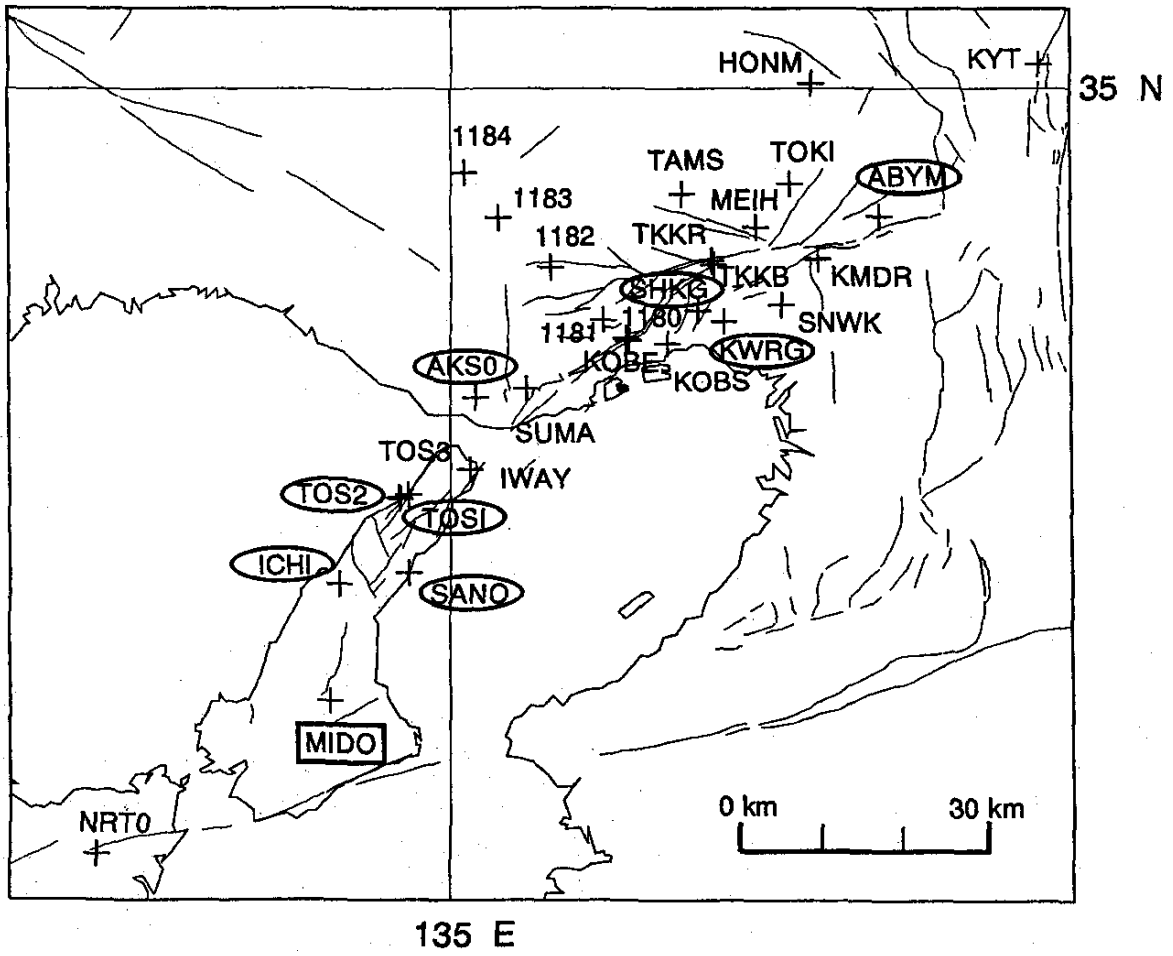 HONM
KYT
35 N
1184
TAMS
TOKI
ABYM
1183
MEIH
1182
TKKR
TKKB
KMDR
SHKG
1181
1180
SNWK
AKS0
KOBE
KWRG
KOBS
SUMA
TOS3
IWAY
TOS2
TOS1
ICHI
SANO
MIDO
NRT0
0 km
30 km
135 E